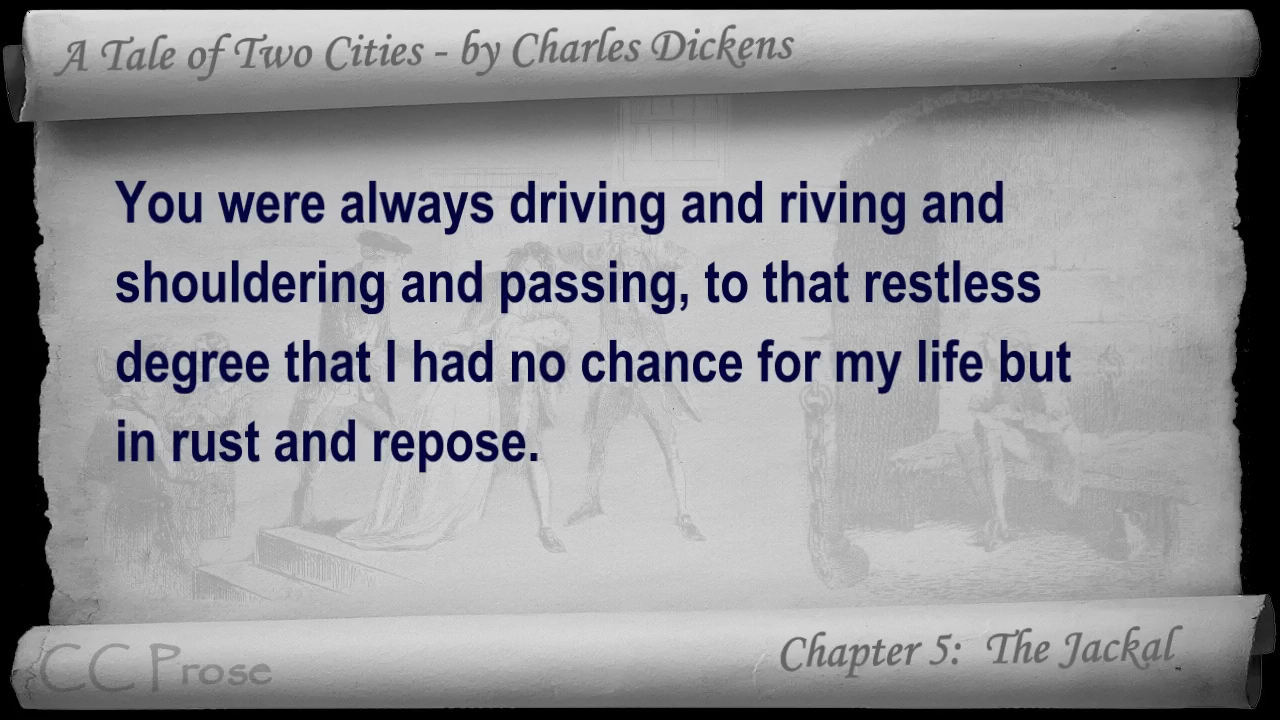 A Tale of Two Cities - by Charles Dickens
You were always driving and riving and
shouldering and passing, to that restless
degree that I had no chance for my life but
in rust and repose.
CC Prose
Chapter 5: The Jackal